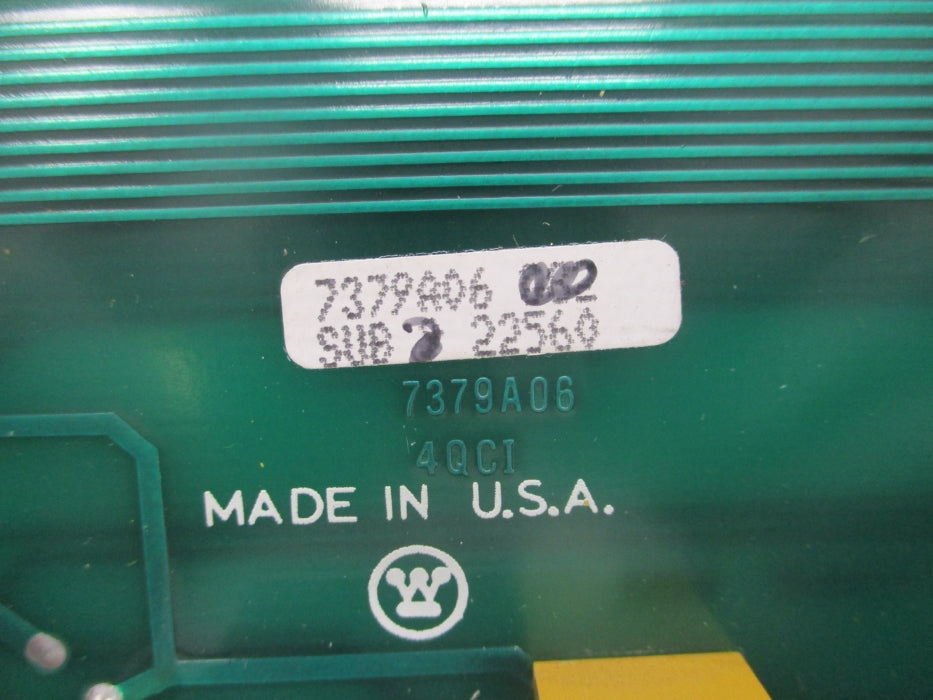 7379A06
SUB 22560
7379A06
4QCI
MADE IN U.S.A.
W